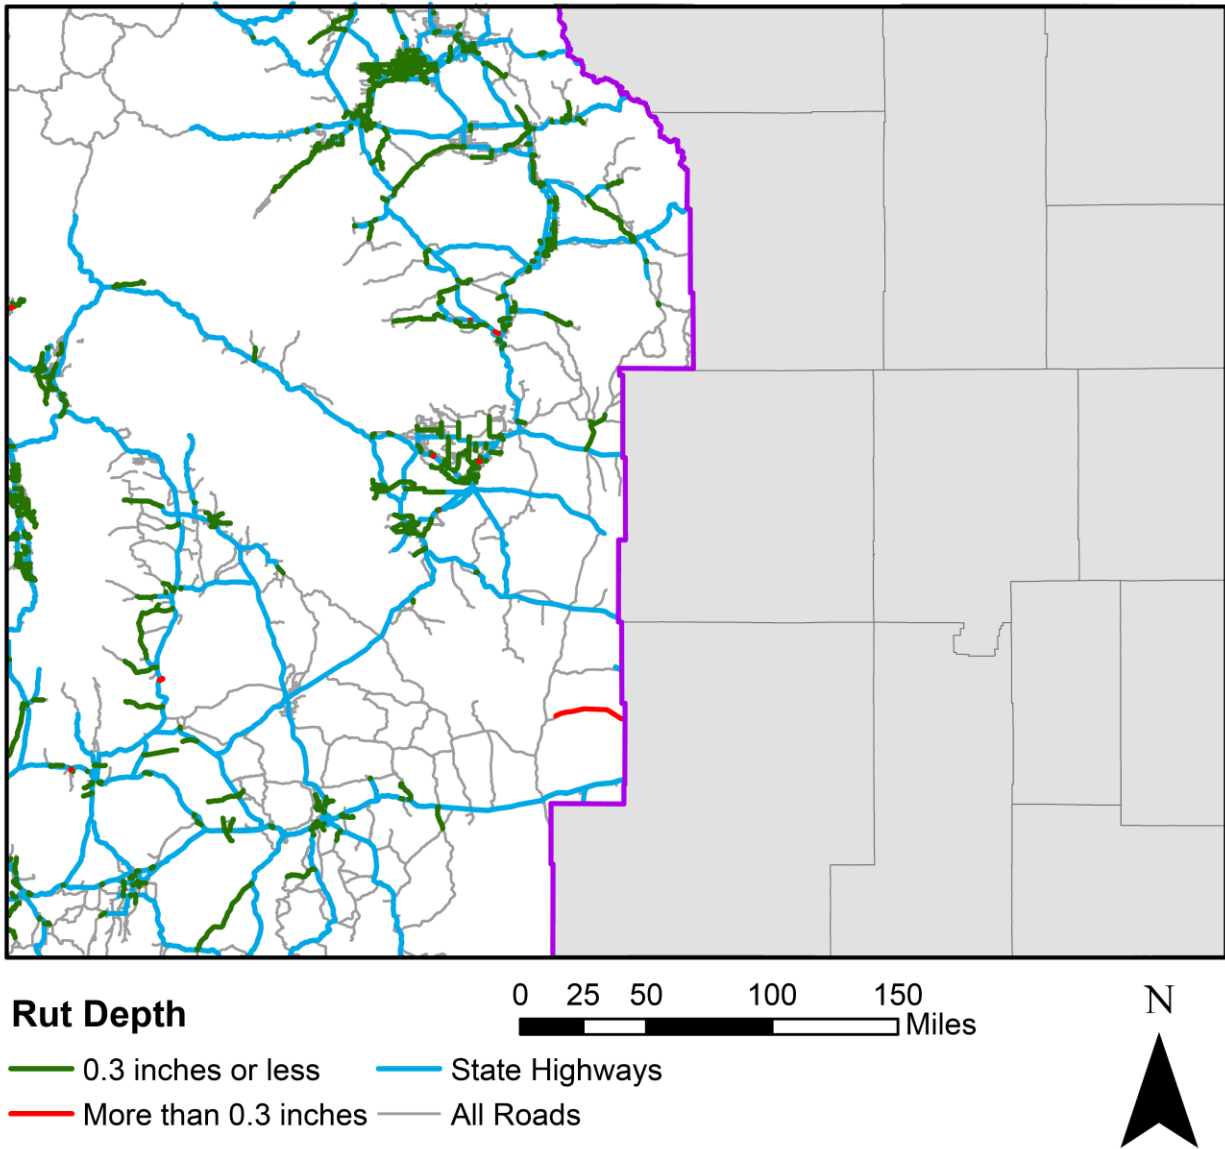 Rut Depth
0 25 50 100 150
Miles
N
0.3 inches or less
State Highways
More than 0.3 inches
All Roads